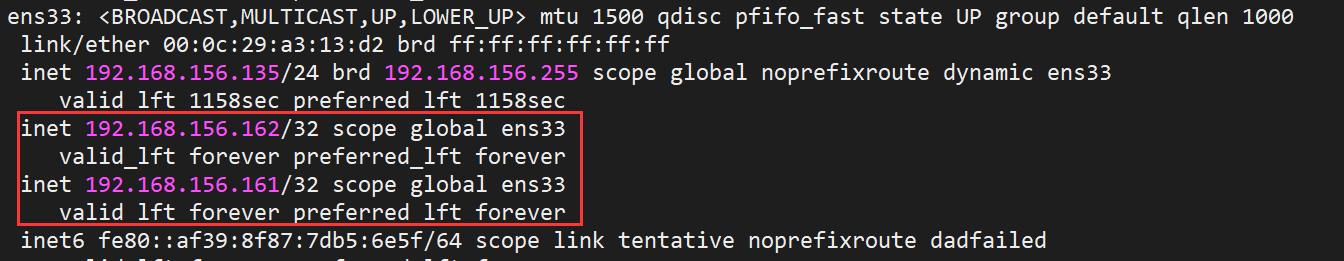 ens33: <BROADCAST,MULTICAST,UP,LOWER_UP> mtu 1500 qdisc pfifo_fast state UP group default qlen 1000
link/ether 00:0c:29:a3:13:d2 brd ff:ff:ff:ff:ff:ff
inet 192.168.156.135/24 brd 192.168.156.255 scope global noprefixroute dynamic ens33
valid_lft 1158sec preferred_lft 1158sec
inet 192.168.156.162/32 scope global ens33
valid_lft forever preferred_lft forever
inet 192.168.156.161/32 scope global ens33
valid_lft forever preferred_lft forever
inet6 fe80::af39:8f87:7db5:6e5f/64 scope link tentative noprefixroute dadfailed